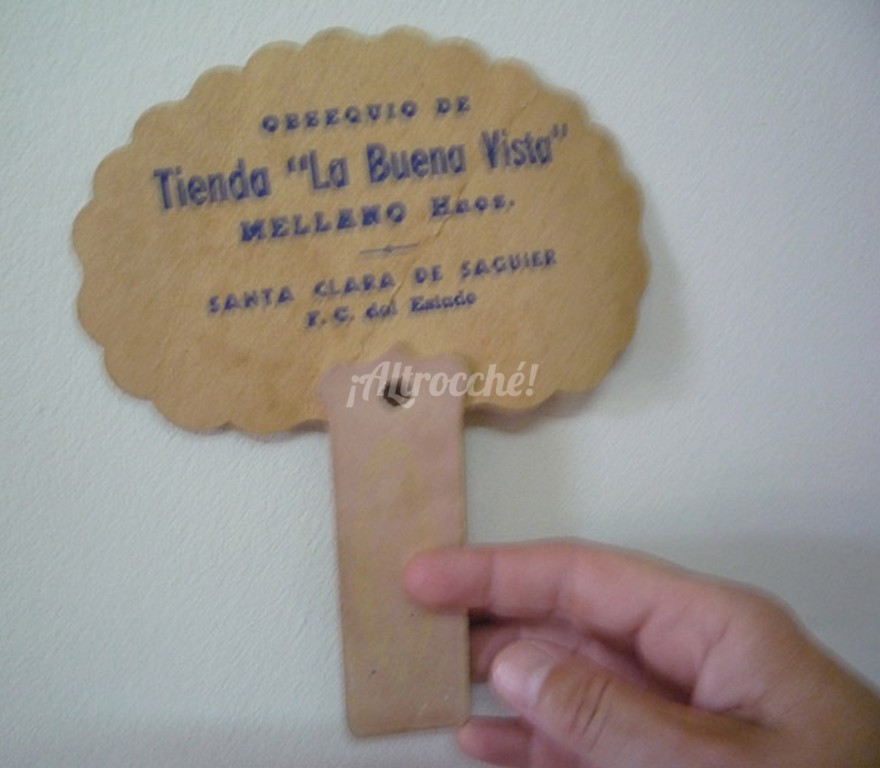 OBSEQUIO DE
Tienda "La Buena Vista"
MELLANO Hnos.
SANTA CLARA DE SAGUIER
F. C. del Estado
¡Altrocché!